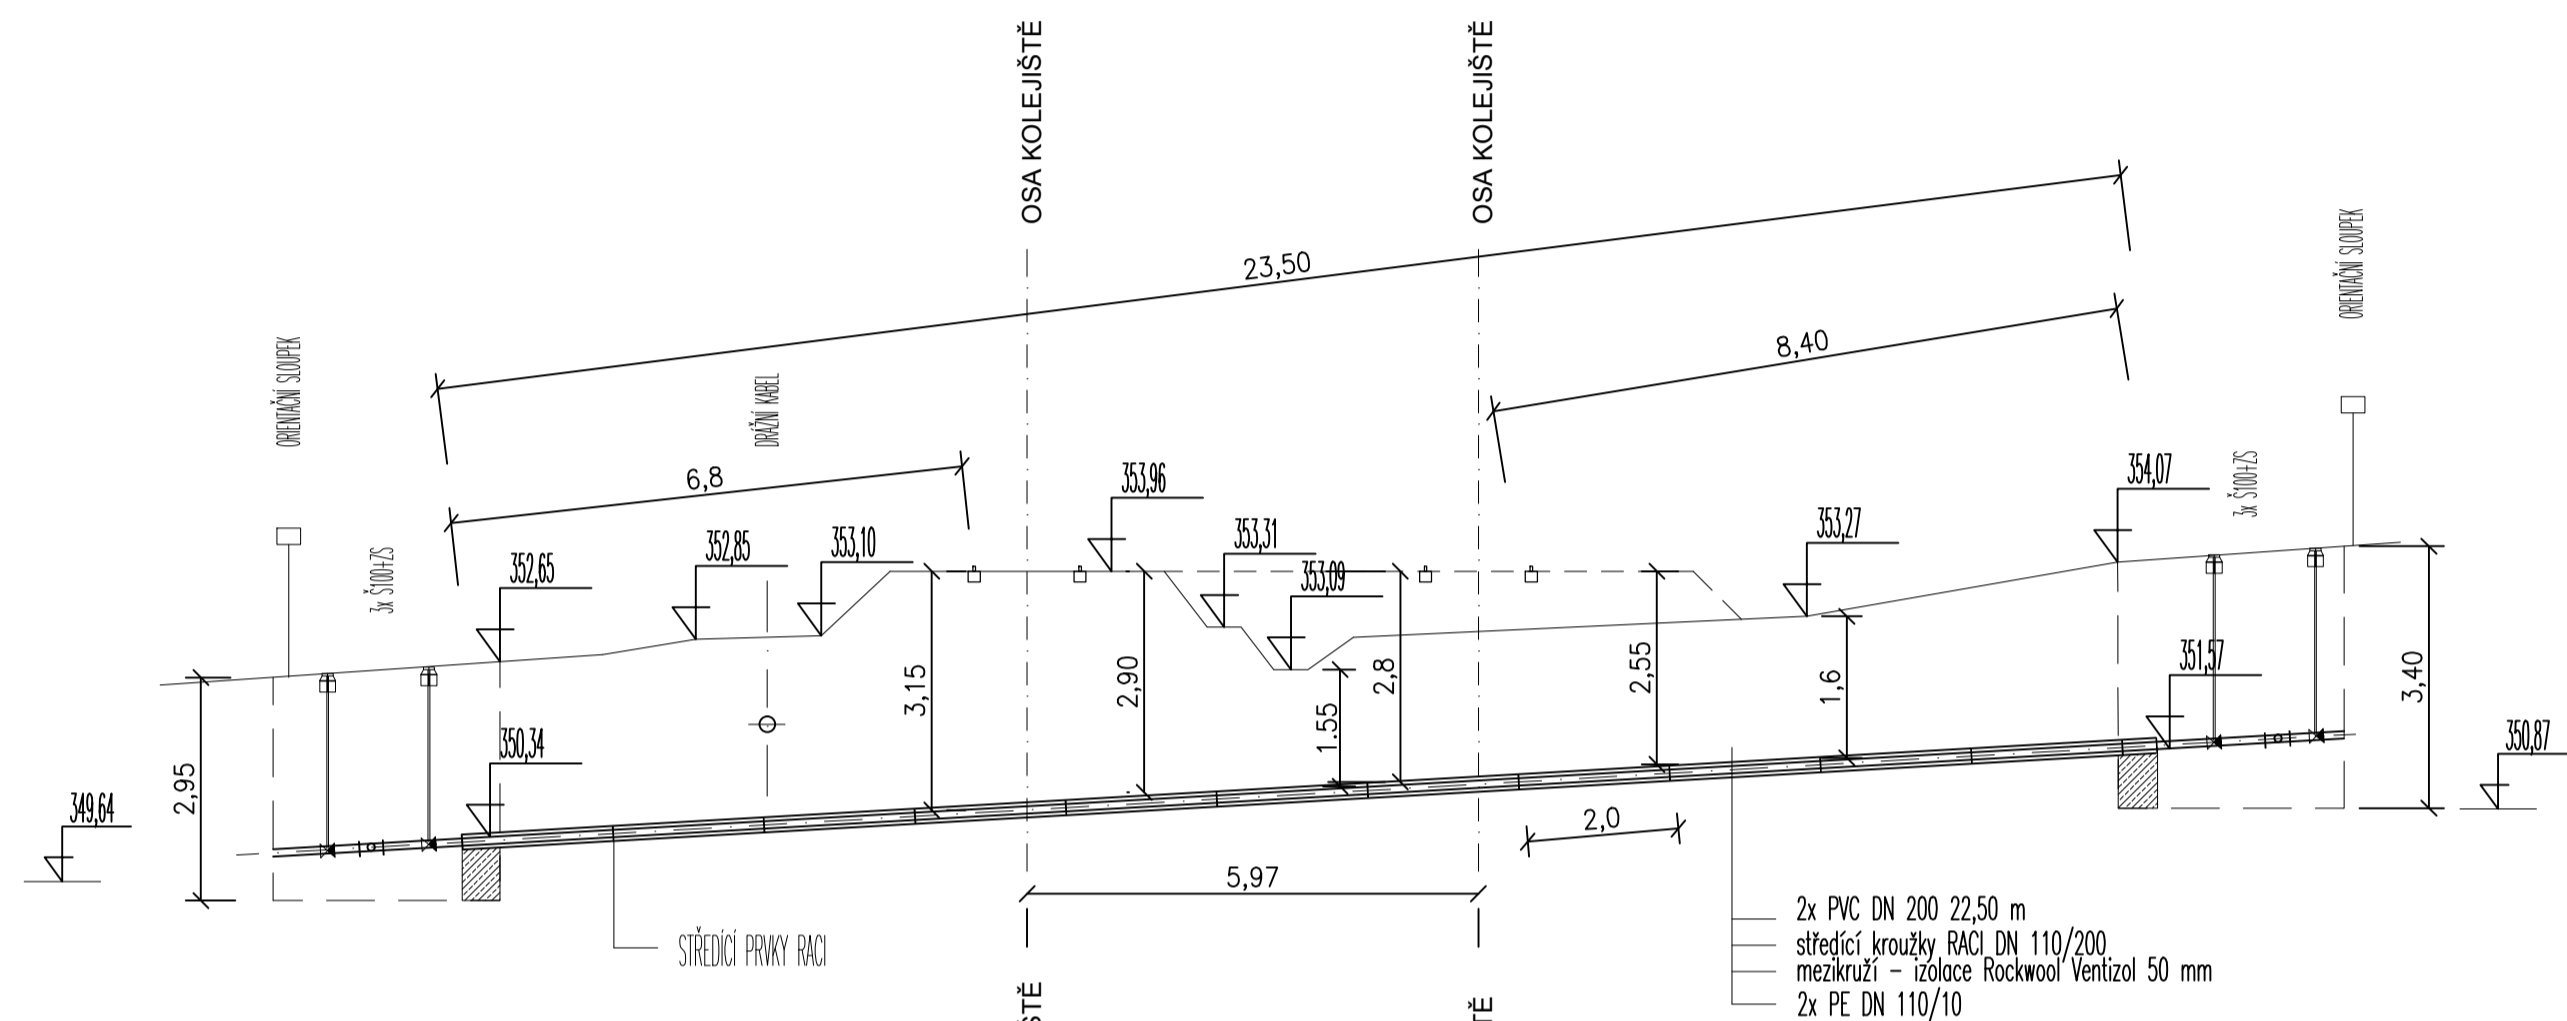 OSA KOLEJIŠTĚ
OSA KOLEJIŠTĚ
23,50
8,40
ORIENTAČNÍ SLOUPEK
ORIENTAČNÍ SLOUPEK
DRÁŽNÍ KABEL
6,8
353,96
354,07
3x Š100+ZS
352,65
352,85
353,10
353,31
353,09
353,27
3x Š100+ZS
3,15
2,90
1.55
2,8
2,55
1,6
351,57
3,40
350,87
350,34
2,95
349,64
2,0
5,97
STŘEDÍCÍ PRVKY RACI
2x PVC DN 200 22,50 m
středící kroužky RACI DN 110/200
mezikruží – izolace Rockwool Ventizol 50 mm
2x PE DN 110/10
IŠTĚ
TĚ